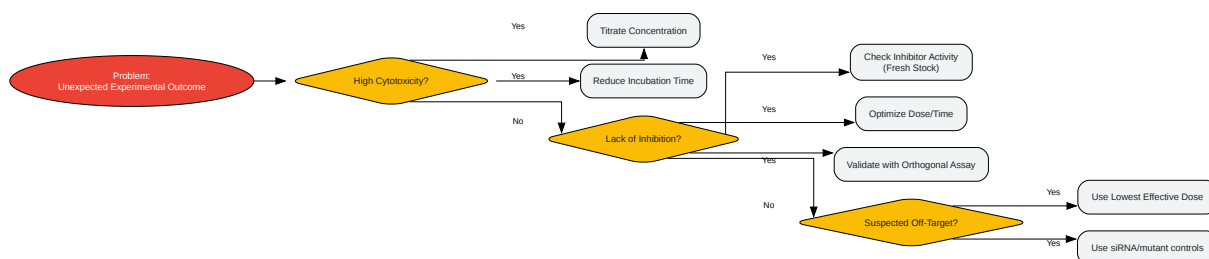 Problem:
Unexpected Experimental Outcome
High Cytotoxicity?
Yes
Titrate Concentration
Yes
Reduce Incubation Time
No
Lack of Inhibition?
Yes
Check Inhibitor Activity
(Fresh Stock)
Yes
Optimize Dose/Time
Yes
Validate with Orthogonal Assay
No
Suspected Off-Target?
Yes
Use Lowest Effective Dose
Yes
Use siRNA/mutant controls